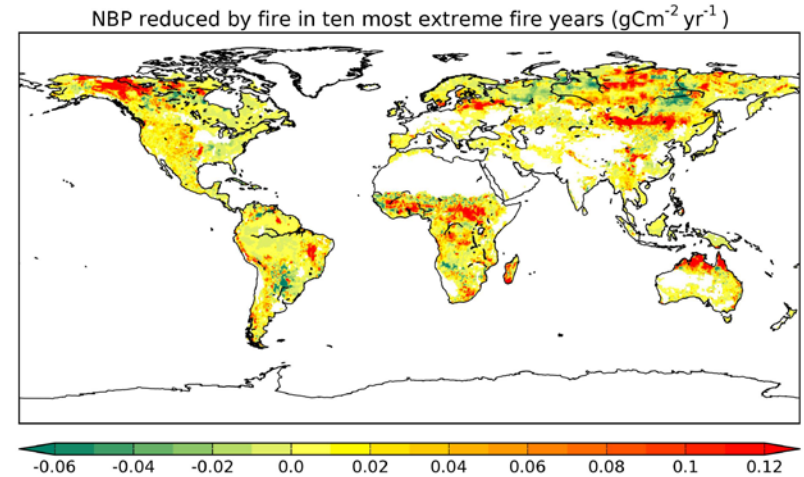 NBP reduced by fire in ten most extreme fire years (gCm⁻² yr⁻¹)
-0.06 -0.04 -0.02 0.0 0.02 0.04 0.06 0.08 0.1 0.12